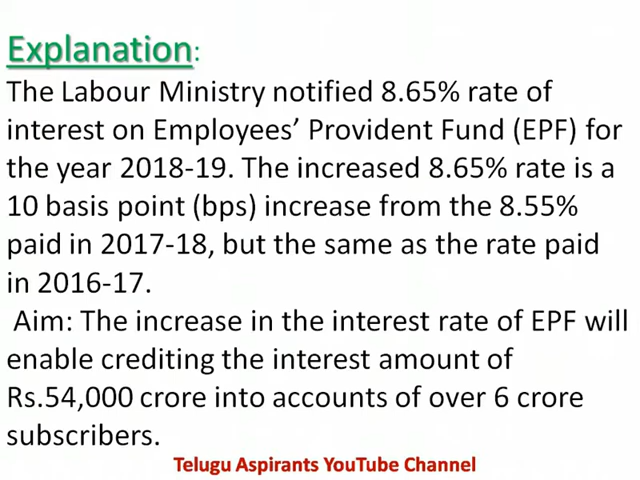 Explanation:
The Labour Ministry notified 8.65% rate of
interest on Employees’ Provident Fund (EPF) for
the year 2018-19. The increased 8.65% rate is a
10 basis point (bps) increase from the 8.55%
paid in 2017-18, but the same as the rate paid
in 2016-17.
Aim: The increase in the interest rate of EPF will
enable crediting the interest amount of
Rs.54,000 crore into accounts of over 6 crore
subscribers.
Telugu Aspirants YouTube Channel